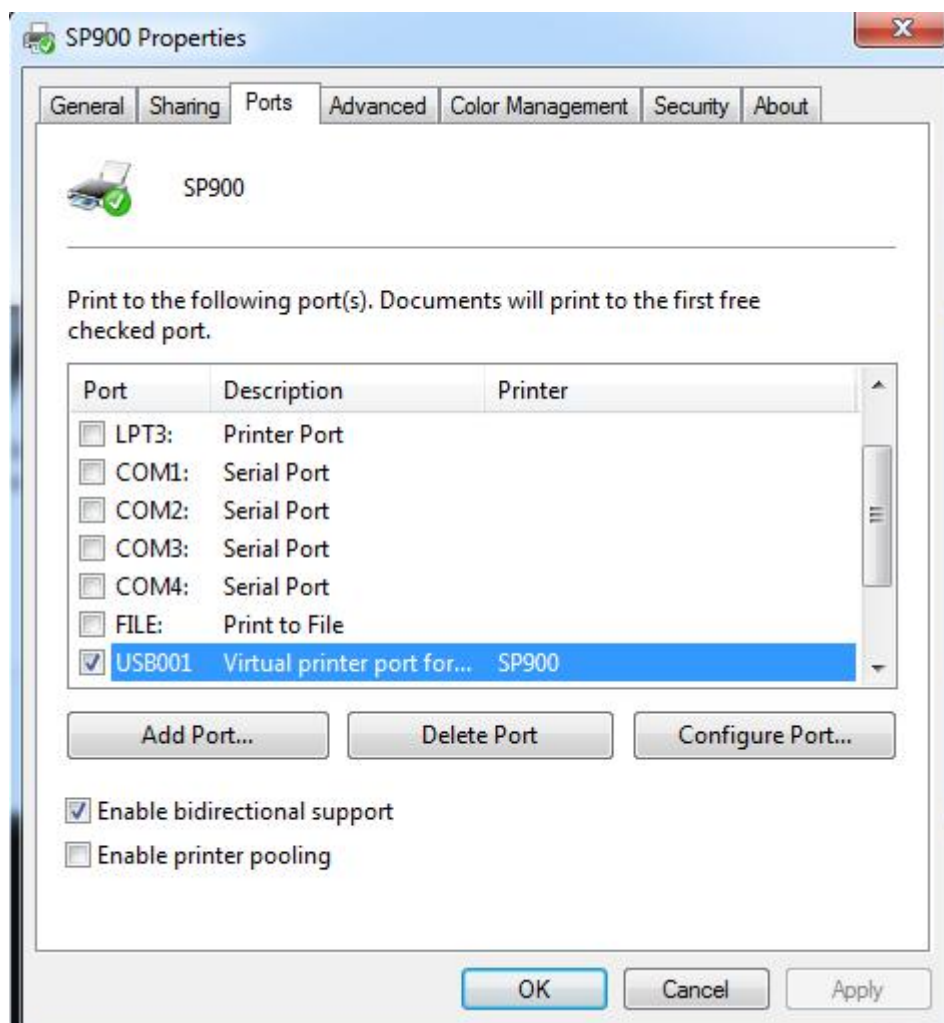 SP900 Properties
General Sharing Ports Advanced Color Management Security About
SP900
Print to the following port(s). Documents will print to the first free
checked port.
Port Description Printer
LPT3: Printer Port
COM1: Serial Port
COM2: Serial Port
COM3: Serial Port
COM4: Serial Port
FILE: Print to File
USB001 Virtual printer port for... SP900
Add Port... Delete Port Configure Port...
Enable bidirectional support
Enable printer pooling
OK Cancel Apply